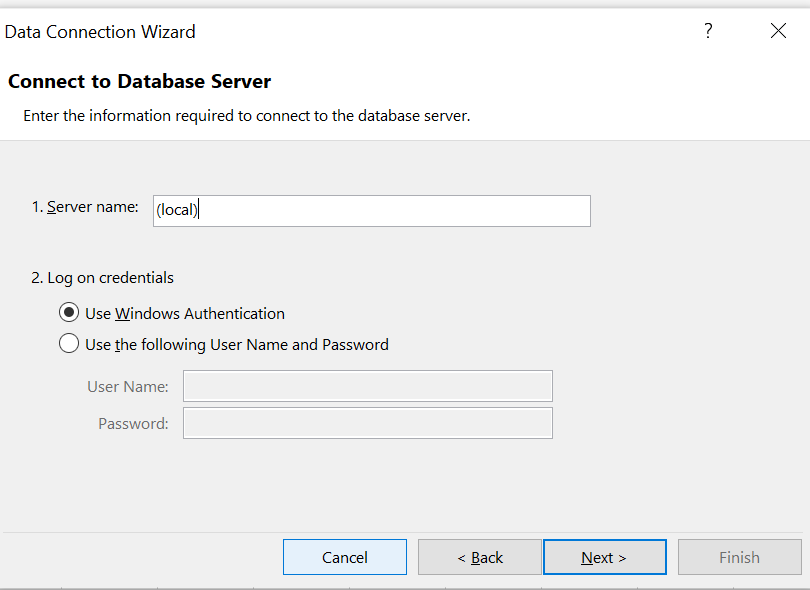 Data Connection Wizard ?
Connect to Database Server
Enter the information required to connect to the database server.
1. Server name: (local)
2. Log on credentials
Use Windows Authentication
Use the following User Name and Password
User Name:
Password:
Cancel < Back Next > Finish